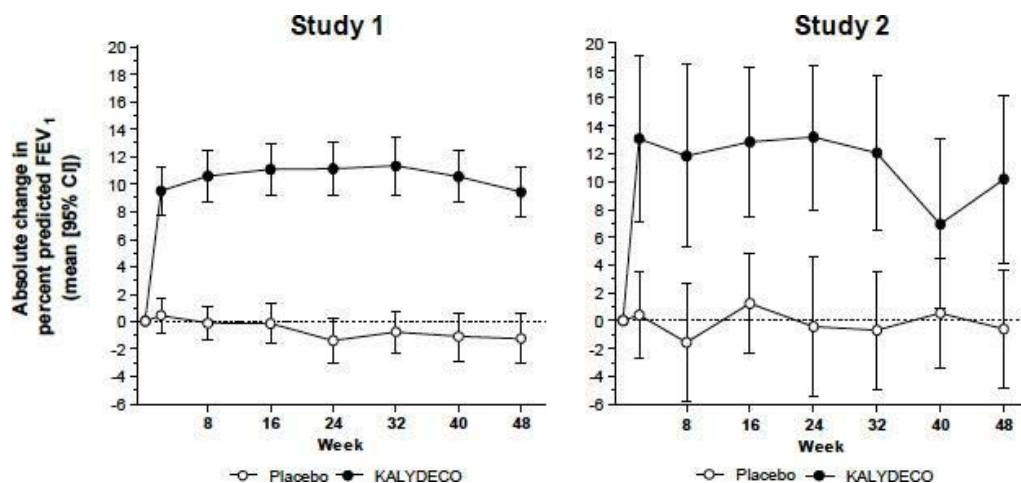 Study 1
Absolute change in
percent predicted FEV1
(mean [95% CI])
20
18
16
14
12
10
8
6
4
2
0
-2
-4
-6
8 16 24 32 40 48
Week
Placebo KALYDECO
Study 2
20
18
16
14
12
10
8
6
4
2
0
-2
-4
-6
8 16 24 32 40 48
Week
Placebo KALYDECO